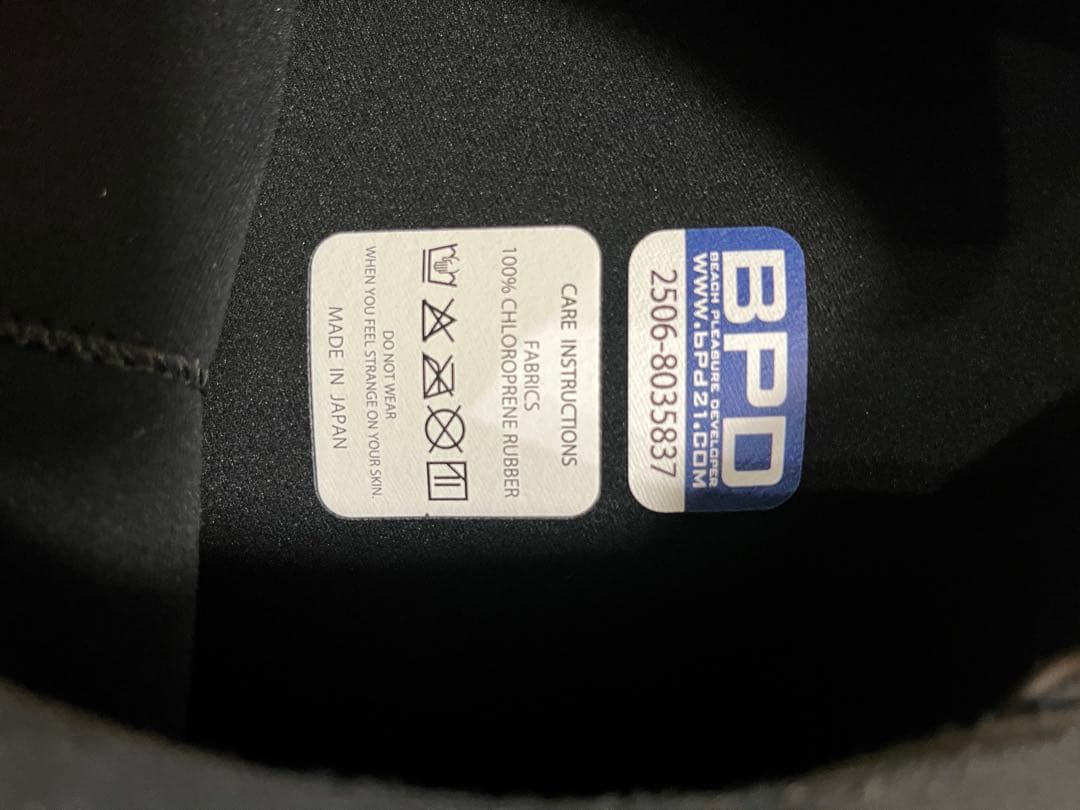 BPD
BEACH PLEASURE DEVELOPER
WWW.bPd21.COM
2506-8035837
CARE INSTRUCTIONS
FABRICS
100% CHLOROPRENE RUBBER
DO NOT WEAR
WHEN YOU FEEL STRANGE ON YOUR SKIN.
MADE IN JAPAN